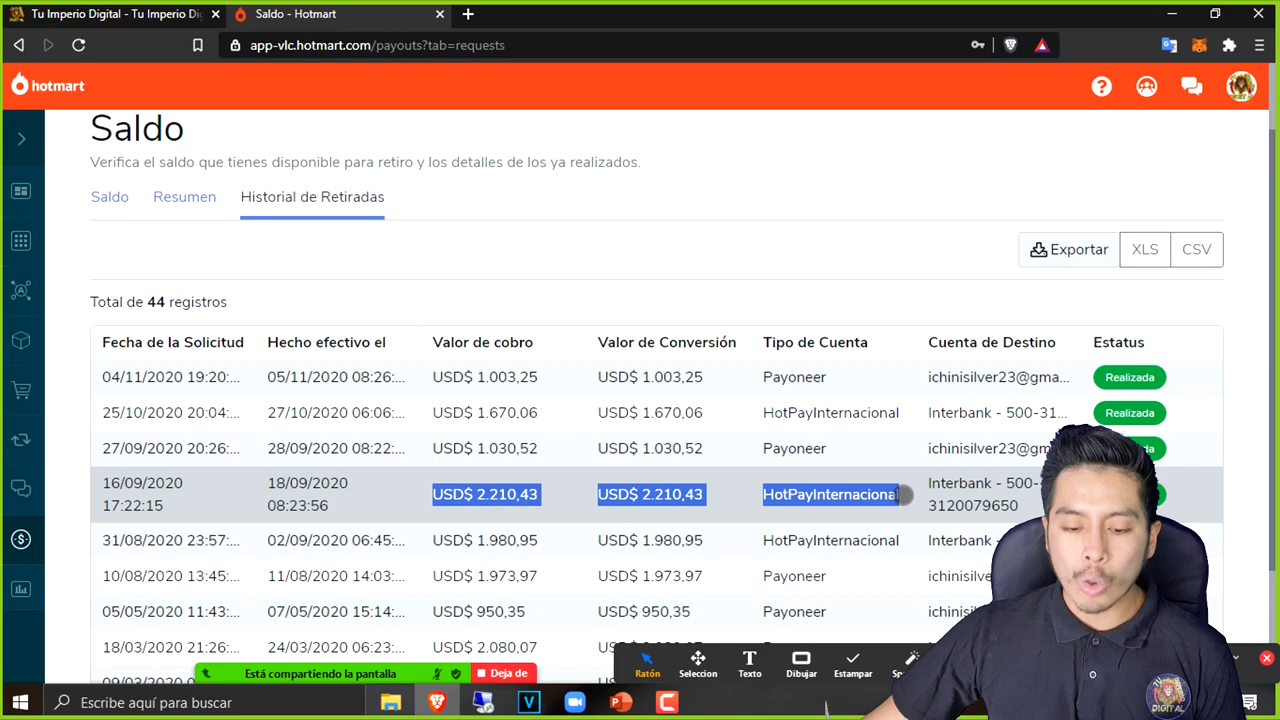 Tu Imperio Digital - Tu Imperio Di
Saldo - Hotmart
app-vlc.hotmart.com/payouts?tab=requests
hotmart
Saldo
Verifica el saldo que tienes disponible para retiro y los detalles de los ya realizados.
Saldo Resumen Historial de Retiradas
Exportar XLS CSV
Total de 44 registros
Fecha de la Solicitud Hecho efectivo el Valor de cobro Valor de Conversión Tipo de Cuenta Cuenta de Destino Estatus
04/11/2020 19:20:... 05/11/2020 08:26:... USD$ 1.003,25 USD$ 1.003,25 Payoneer ichinisilver23@gma... Realizada
25/10/2020 20:04:... 27/10/2020 06:06:... USD$ 1.670,06 USD$ 1.670,06 HotPayInternacional Interbank - 500-31... Realizada
27/09/2020 20:26:... 28/09/2020 08:22:... USD$ 1.030,52 USD$ 1.030,52 Payoneer ichinisilver23@gm
16/09/2020 18/09/2020 USD$ 2.210,43 USD$ 2.210,43 HotPayInternacional Interbank - 500-
17:22:15 08:23:56 3120079650
31/08/2020 23:57:... 02/09/2020 06:45:... USD$ 1.980,95 USD$ 1.980,95 HotPayInternacional Interbank -
10/08/2020 13:45:... 11/08/2020 14:03:... USD$ 1.973,97 USD$ 1.973,97 Payoneer ichinisilve
05/05/2020 11:43:... 07/05/2020 15:14:... USD$ 950,35 USD$ 950,35 Payoneer ichini
18/03/2020 21:26:... 24/03/2020 06:23:... USD$ 2.080,07
Está compartiendo la pantalla Deja de
Ratón Seleccion Texto Dibujar Estampar
Escribe aquí para buscar
TU IMPERIO DIGITAL